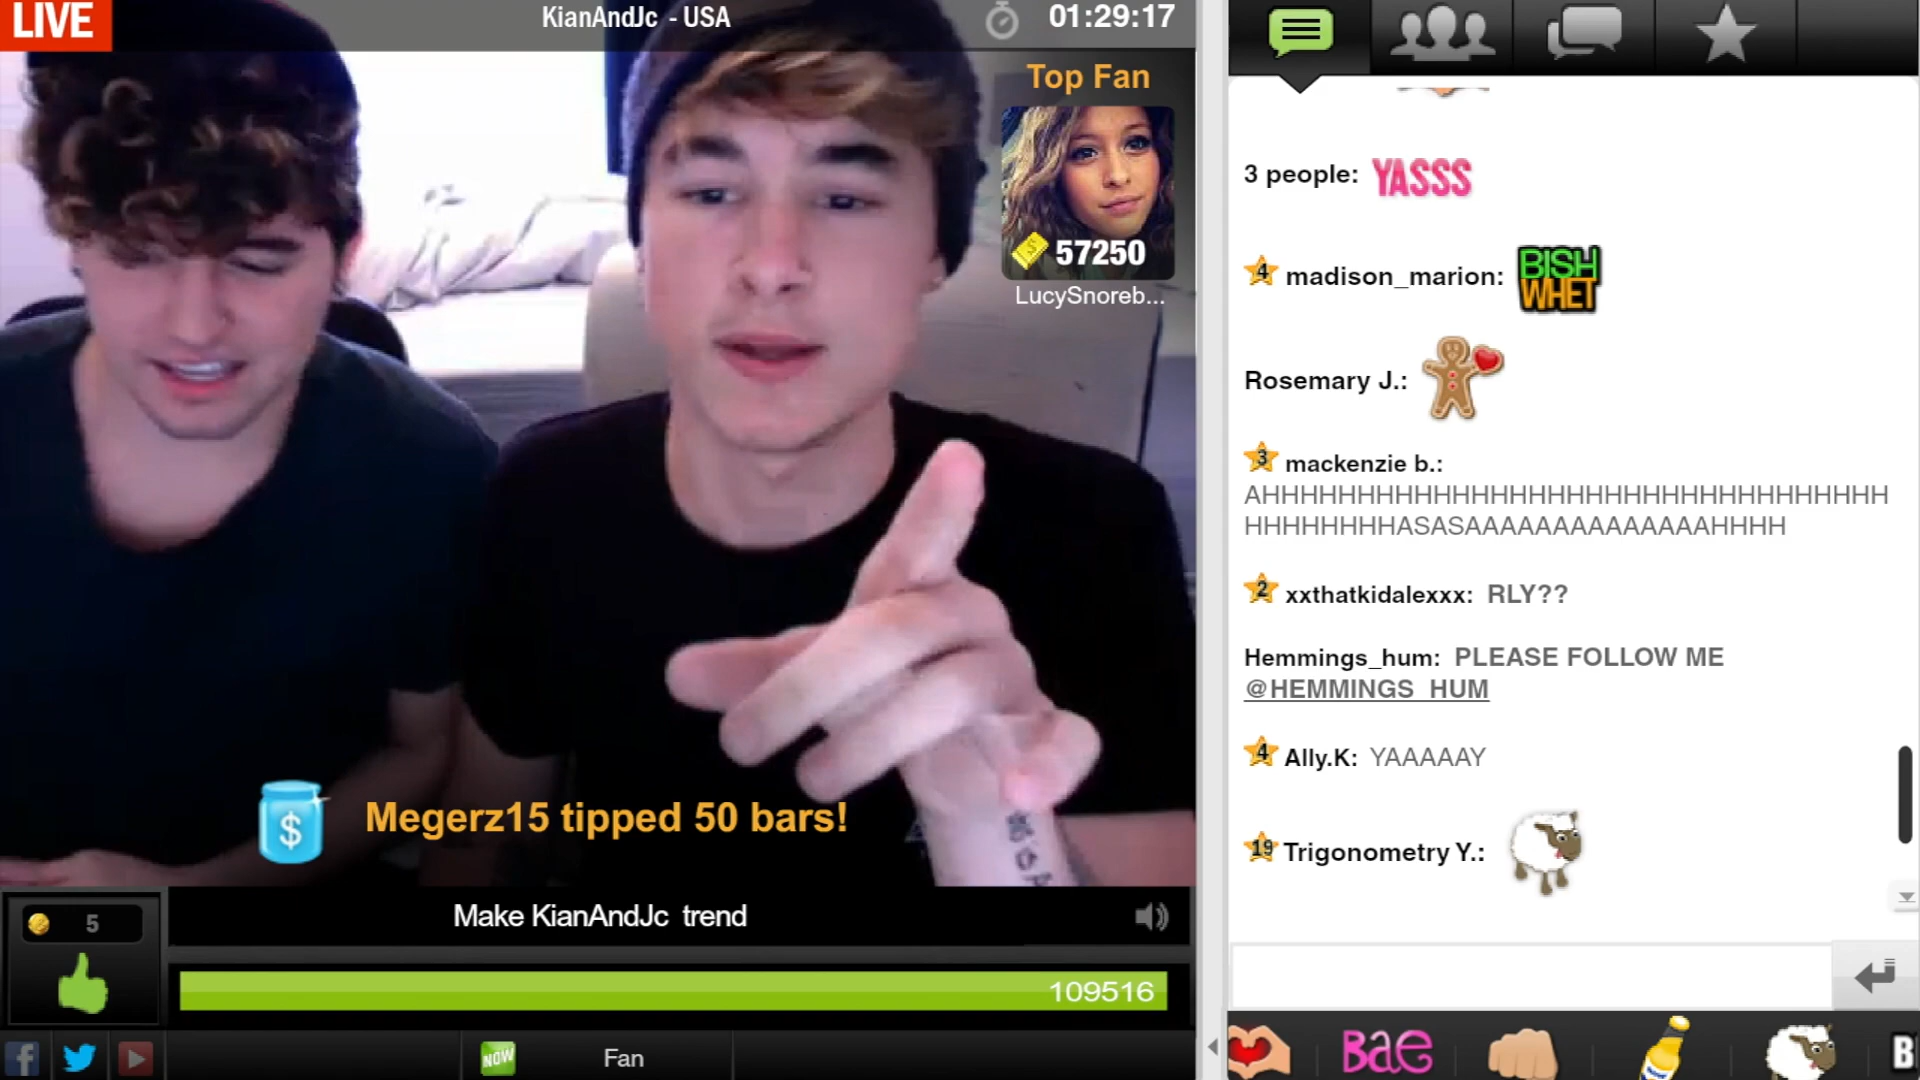 LIVE
KianAndJc - USA
01:29:17
Top Fan
57250
LucySnoreb...
$
Megerz15 tipped 50 bars!
5
Make KianAndJc trend
109516
NOW
Fan
3 people: YASSS
4 madison_marion: BISH WHET
Rosemary J.:
3 mackenzie b.:
AHHHHHHHHHHHHHHHHHHHHHHHHHHHHHHHHH
HHHHHHHHASASAAAAAAAAAAAAAHHHH
2 xxthatkidalexxx: RLY??
Hemmings_hum: PLEASE FOLLOW ME
@HEMMINGS_HUM
4 Ally.K: YAAAAAY
19 Trigonometry Y.:
BAE